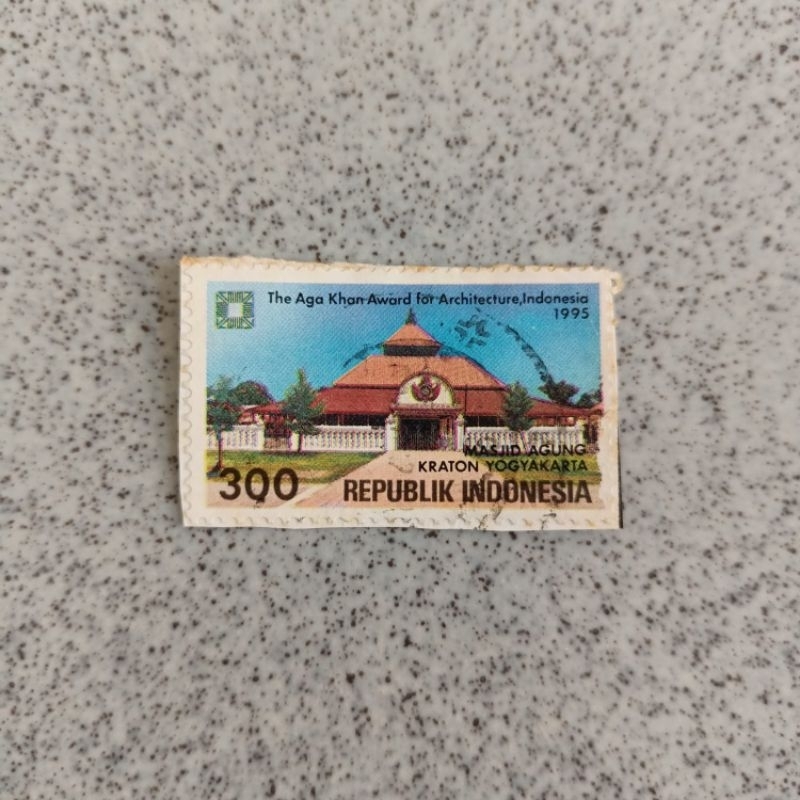 The Aga Khan Award for Architecture, Indonesia
1995
MASJID AGUNG
KRATON YOGYAKARTA
300
REPUBLIK INDONESIA